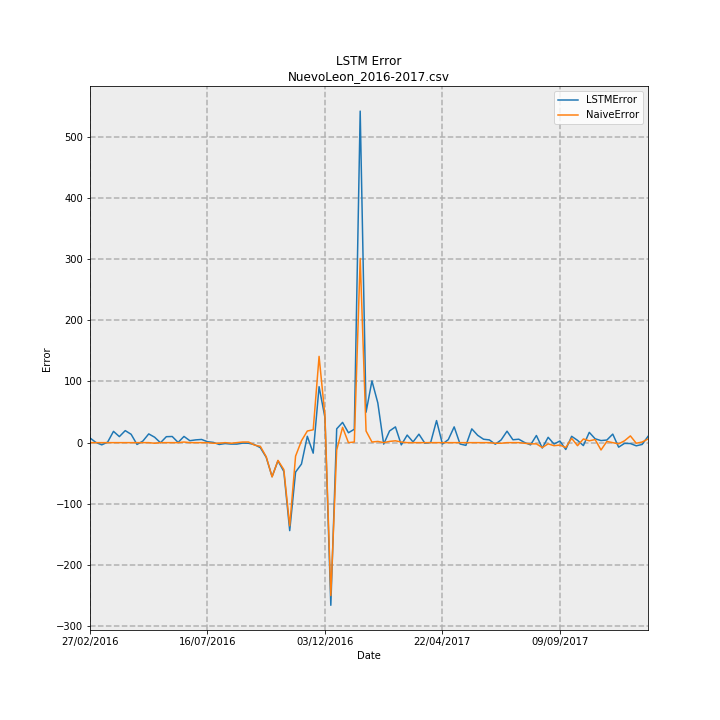 LSTM Error
NuevoLeon_2016-2017.csv
LSTMError
NaiveError
500
400
300
200
100
0
−100
−200
−300
Error
27/02/2016
16/07/2016
03/12/2016
22/04/2017
09/09/2017
Date